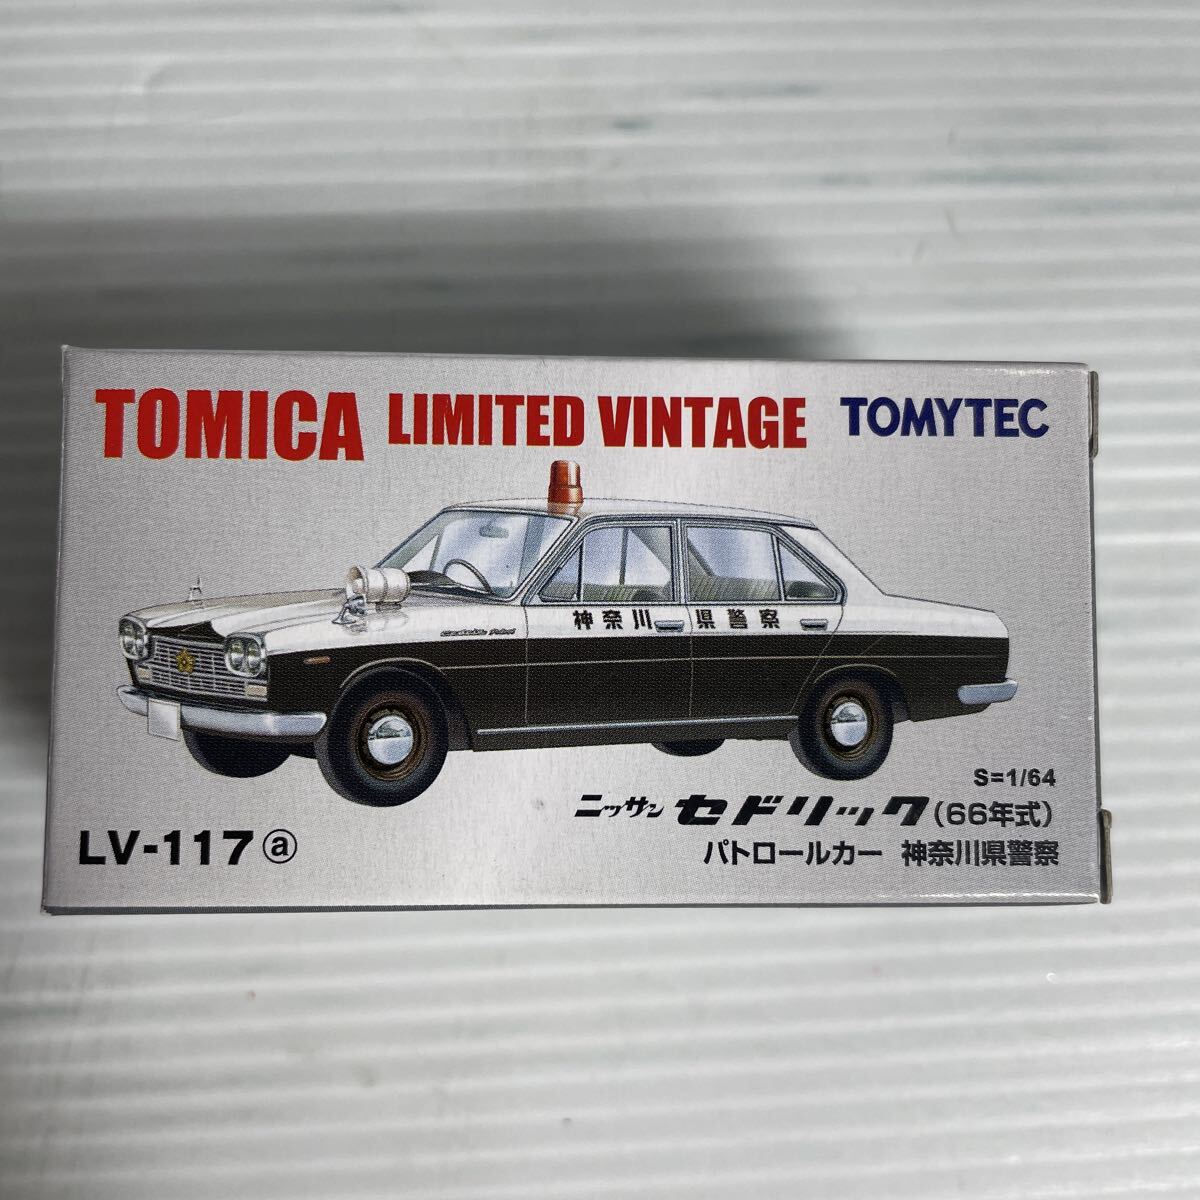 TOMICA LIMITED VINTAGE TOMYTEC
神奈川県警察
S=1/64
ニッサン セドリック(66年式)
LV-117ⓐ
パトロールカー 神奈川県警察